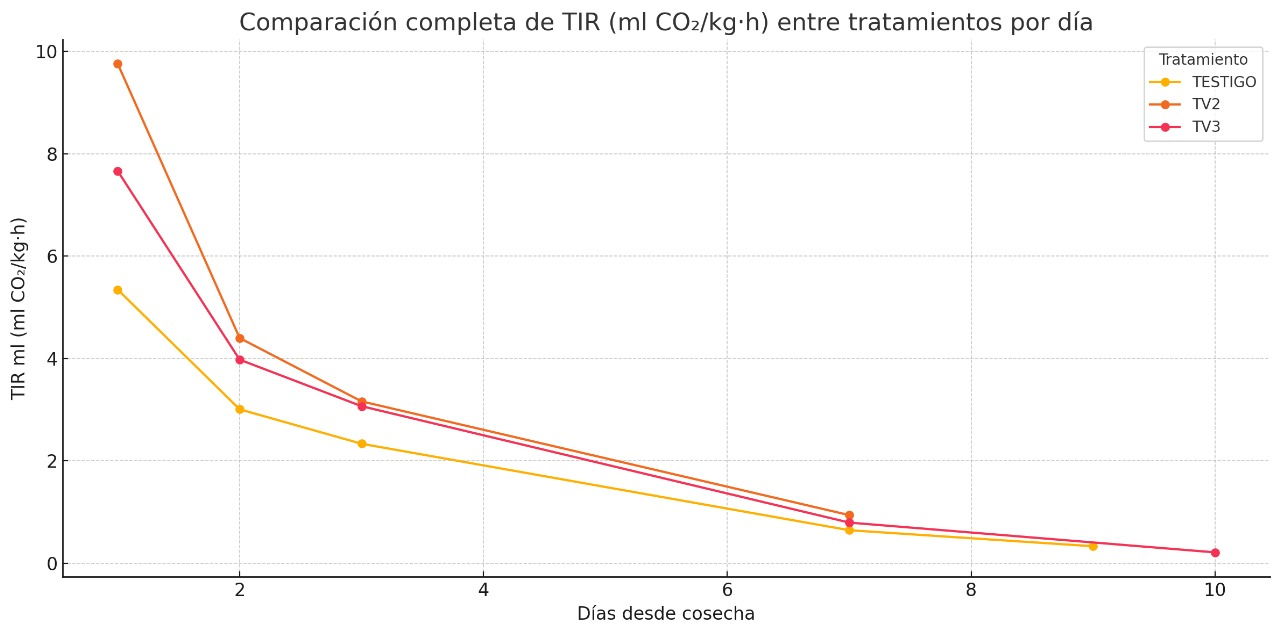 Comparación completa de TIR (ml CO₂/kg·h) entre tratamientos por día
Tratamiento
TESTIGO
TV2
TV3
TIR ml (ml CO₂/kg·h)
10
8
6
4
2
0
2
4
6
8
10
Días desde cosecha